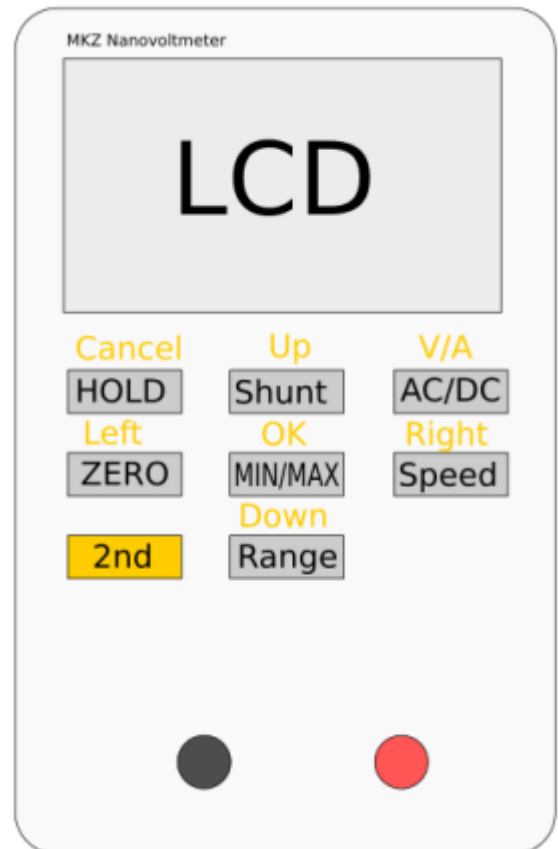 MKZ Nanovoltmeter
LCD
Cancel Up V/A
HOLD Shunt AC/DC
Left OK Right
ZERO MIN/MAX Speed
Down
2nd Range